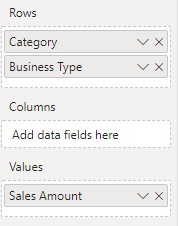 Rows
Category
Business Type
Columns
Add data fields here
Values
Sales Amount